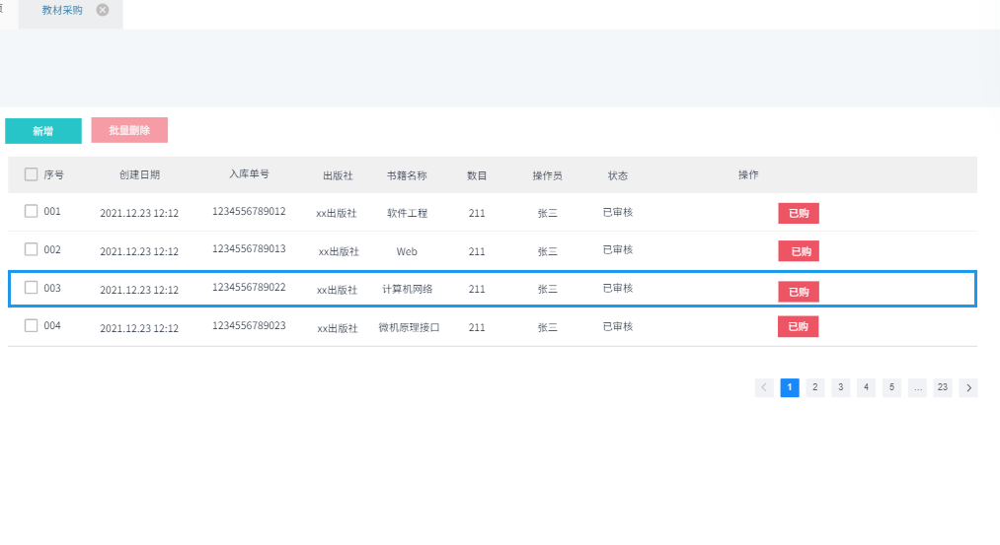 教材采购
新增 批量删除
序号 创建日期 入库单号 出版社 书籍名称 数目 操作员 状态 操作
001 2021.12.23 12:12 1234556789012 xx出版社 软件工程 211 张三 已审核 已购
002 2021.12.23 12:12 1234556789013 xx出版社 Web 211 张三 已审核 已购
003 2021.12.23 12:12 1234556789022 xx出版社 计算机网络 211 张三 已审核 已购
004 2021.12.23 12:12 1234556789023 xx出版社 微机原理接口 211 张三 已审核 已购
1 2 3 4 5 ... 23